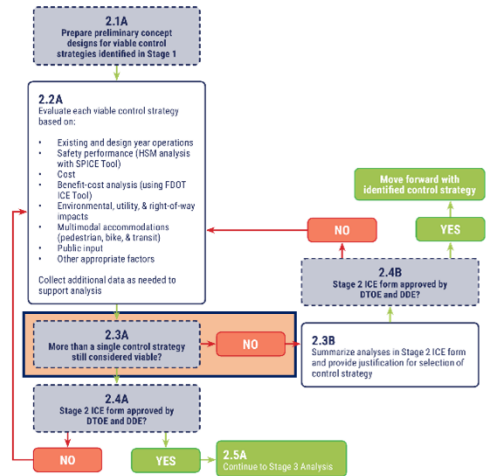 2.1A
Prepare preliminary concept
designs for viable control
strategies identified in Stage 1
2.2A
Evaluate each viable control strategy
based on:
• Existing and design year operations
• Safety performance (HSM analysis
with SPICE Tool)
• Cost
• Benefit-cost analysis (using FDOT
ICE Tool)
• Environmental, utility, & right-of-way
impacts
• Multimodal accommodations
(pedestrian, bike, & transit)
• Public input
• Other appropriate factors
Collect additional data as needed to
support analysis
2.3A
More than a single control strategy
still considered viable?
NO
2.3B
Summarize analyses in Stage 2 ICE form
and provide justification for selection of
control strategy
2.4B
Stage 2 ICE form approved by
DTOE and DDE?
NO
YES
Move forward with
identified control strategy
2.4A
Stage 2 ICE form approved by
DTOE and DDE?
NO
YES
2.5A
Continue to Stage 3 Analysis